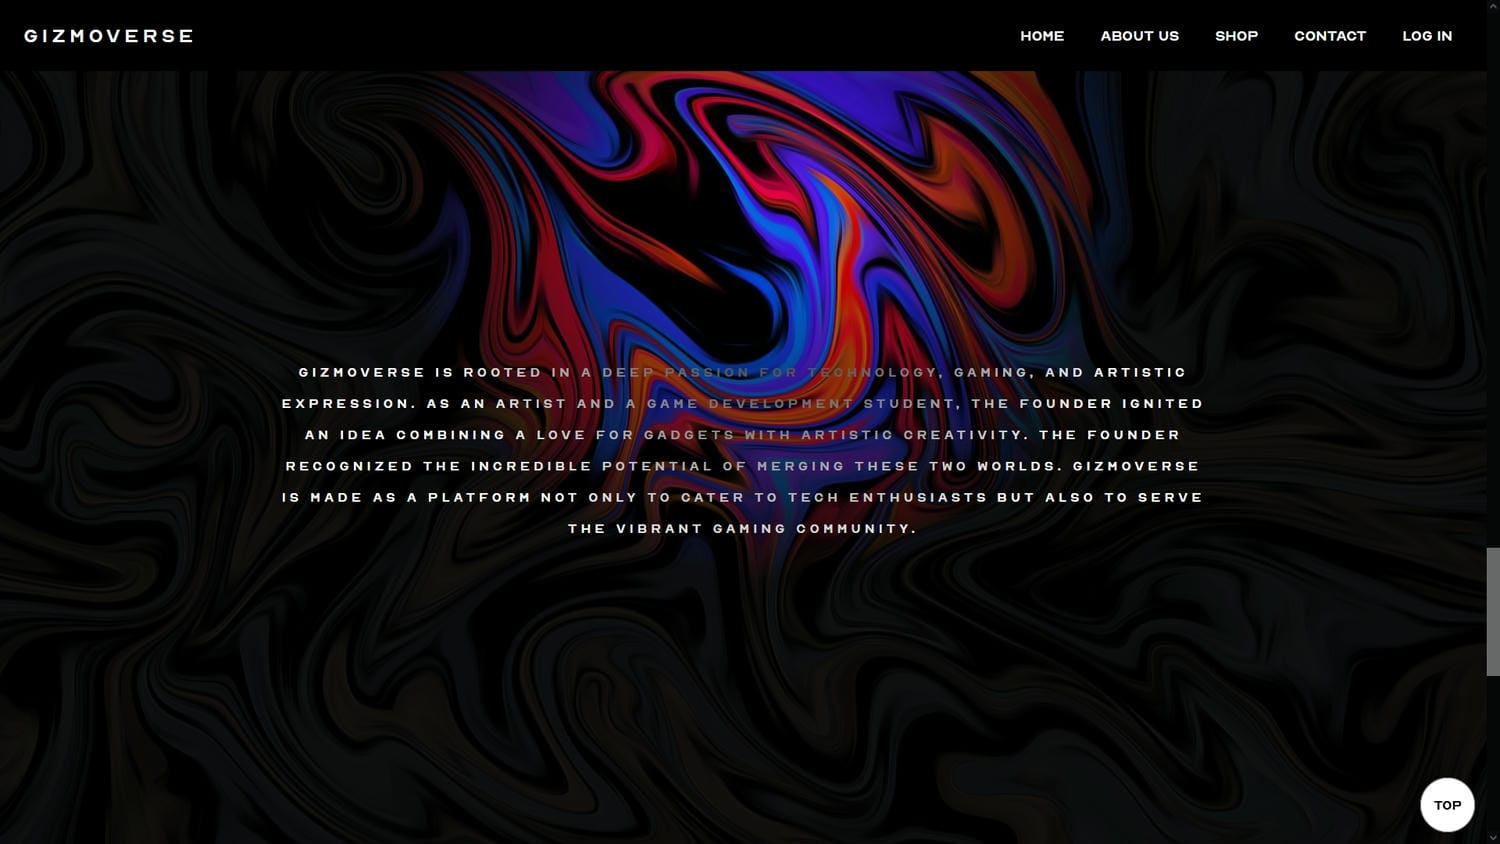 GIZMOVERSE
HOME ABOUT US SHOP CONTACT LOG IN
GIZMOVERSE IS ROOTED IN A DEEP PASSION FOR TECHNOLOGY, GAMING, AND ARTISTIC
EXPRESSION. AS AN ARTIST AND A GAME DEVELOPMENT STUDENT, THE FOUNDER IGNITED
AN IDEA COMBINING A LOVE FOR GADGETS WITH ARTISTIC CREATIVITY. THE FOUNDER
RECOGNIZED THE INCREDIBLE POTENTIAL OF MERGING THESE TWO WORLDS. GIZMOVERSE
IS MADE AS A PLATFORM NOT ONLY TO CATER TO TECH ENTHUSIASTS BUT ALSO TO SERVE
THE VIBRANT GAMING COMMUNITY.
TOP